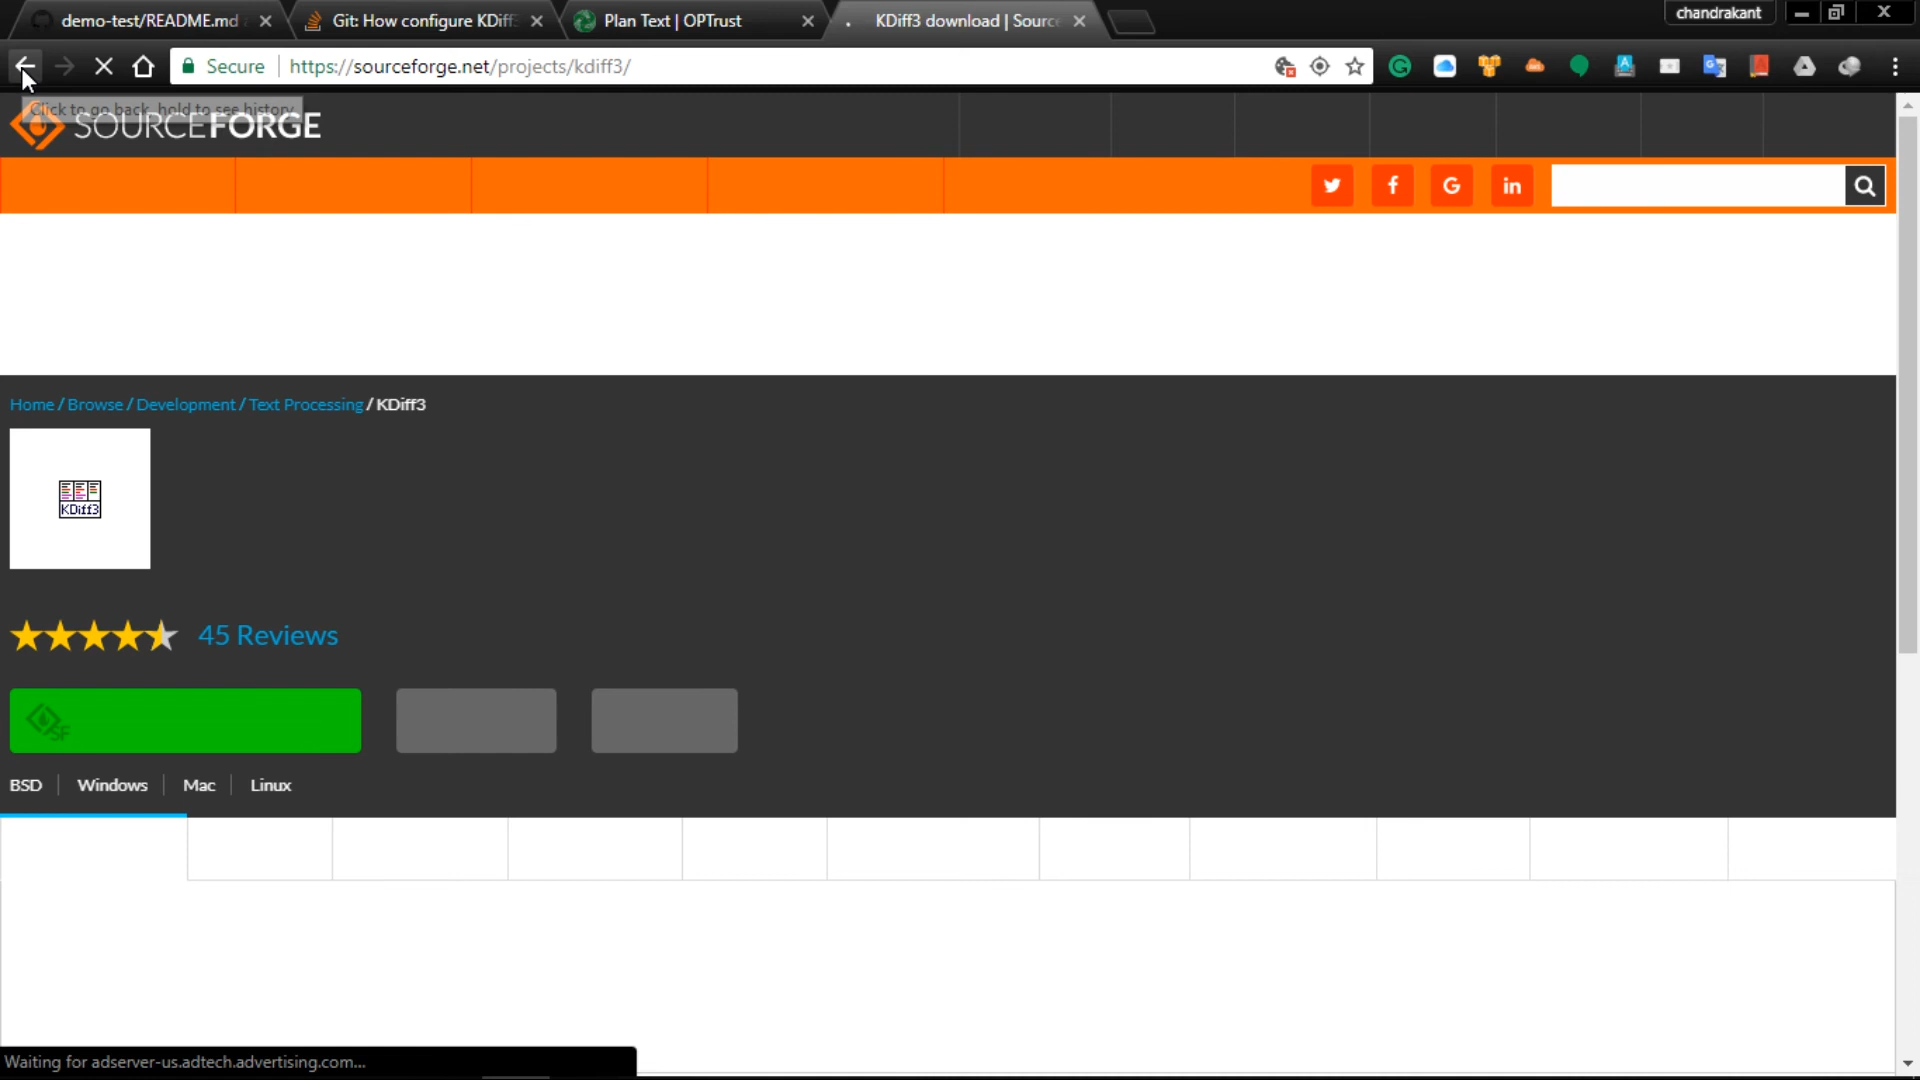 demo-test/README.md
Git: How configure KDiff
Plan Text | OPTrust
KDiff3 download | Source
chandrakant
Secure
https://sourceforge.net/projects/kdiff3/
Click to go back, hold to see history
SOURCEFORGE
Home / Browse / Development / Text Processing / KDiff3
KDiff3
45 Reviews
SF
BSD
Windows
Mac
Linux
Waiting for adserver-us.adtech.advertising.com...